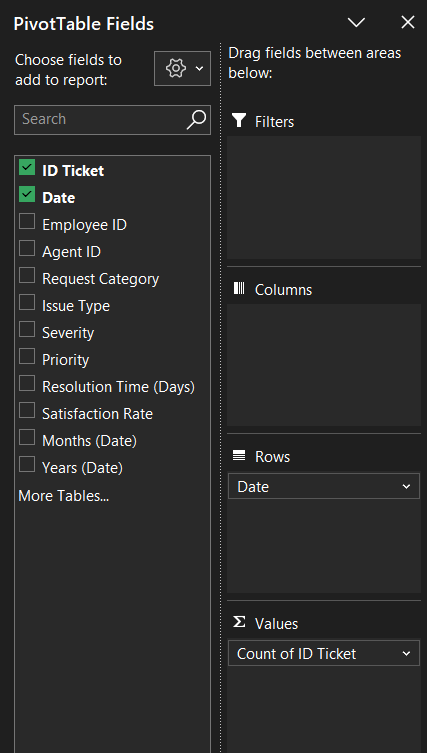 PivotTable Fields
Choose fields to
add to report:
Search
ID Ticket
Date
Employee ID
Agent ID
Request Category
Issue Type
Severity
Priority
Resolution Time (Days)
Satisfaction Rate
Months (Date)
Years (Date)
More Tables...
Drag fields between areas
below:
Filters
Columns
Rows
Date
Values
Count of ID Ticket